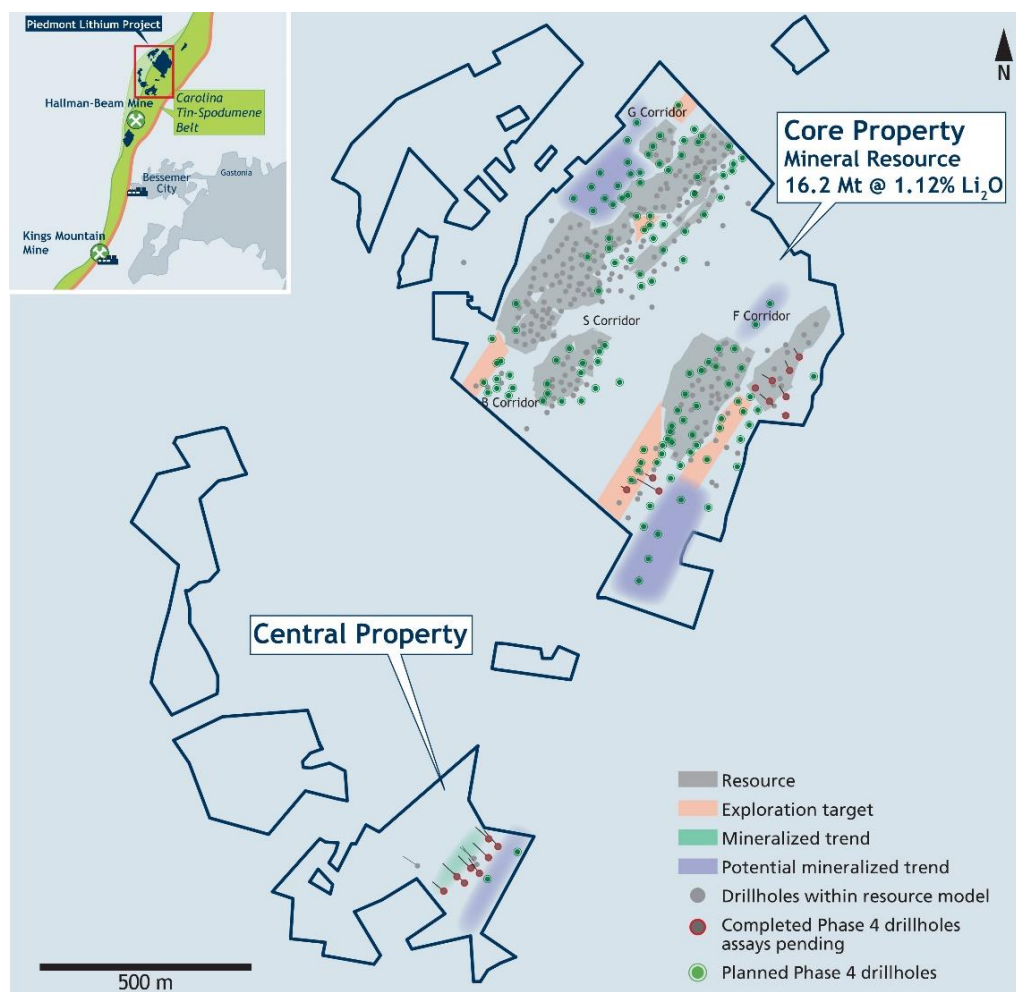 Piedmont Lithium Project
Hallman-Beam Mine
Carolina
Tin-Spodumene
Belt
Bessemer
City
Gastonia
Kings Mountain
Mine
N
G Corridor
Core Property
Mineral Resource
16.2 Mt @ 1.12% Li₂O
S Corridor
F Corridor
B Corridor
Central Property
Resource
Exploration target
Mineralized trend
Potential mineralized trend
Drillholes within resource model
Completed Phase 4 drillholes
assays pending
Planned Phase 4 drillholes
500 m